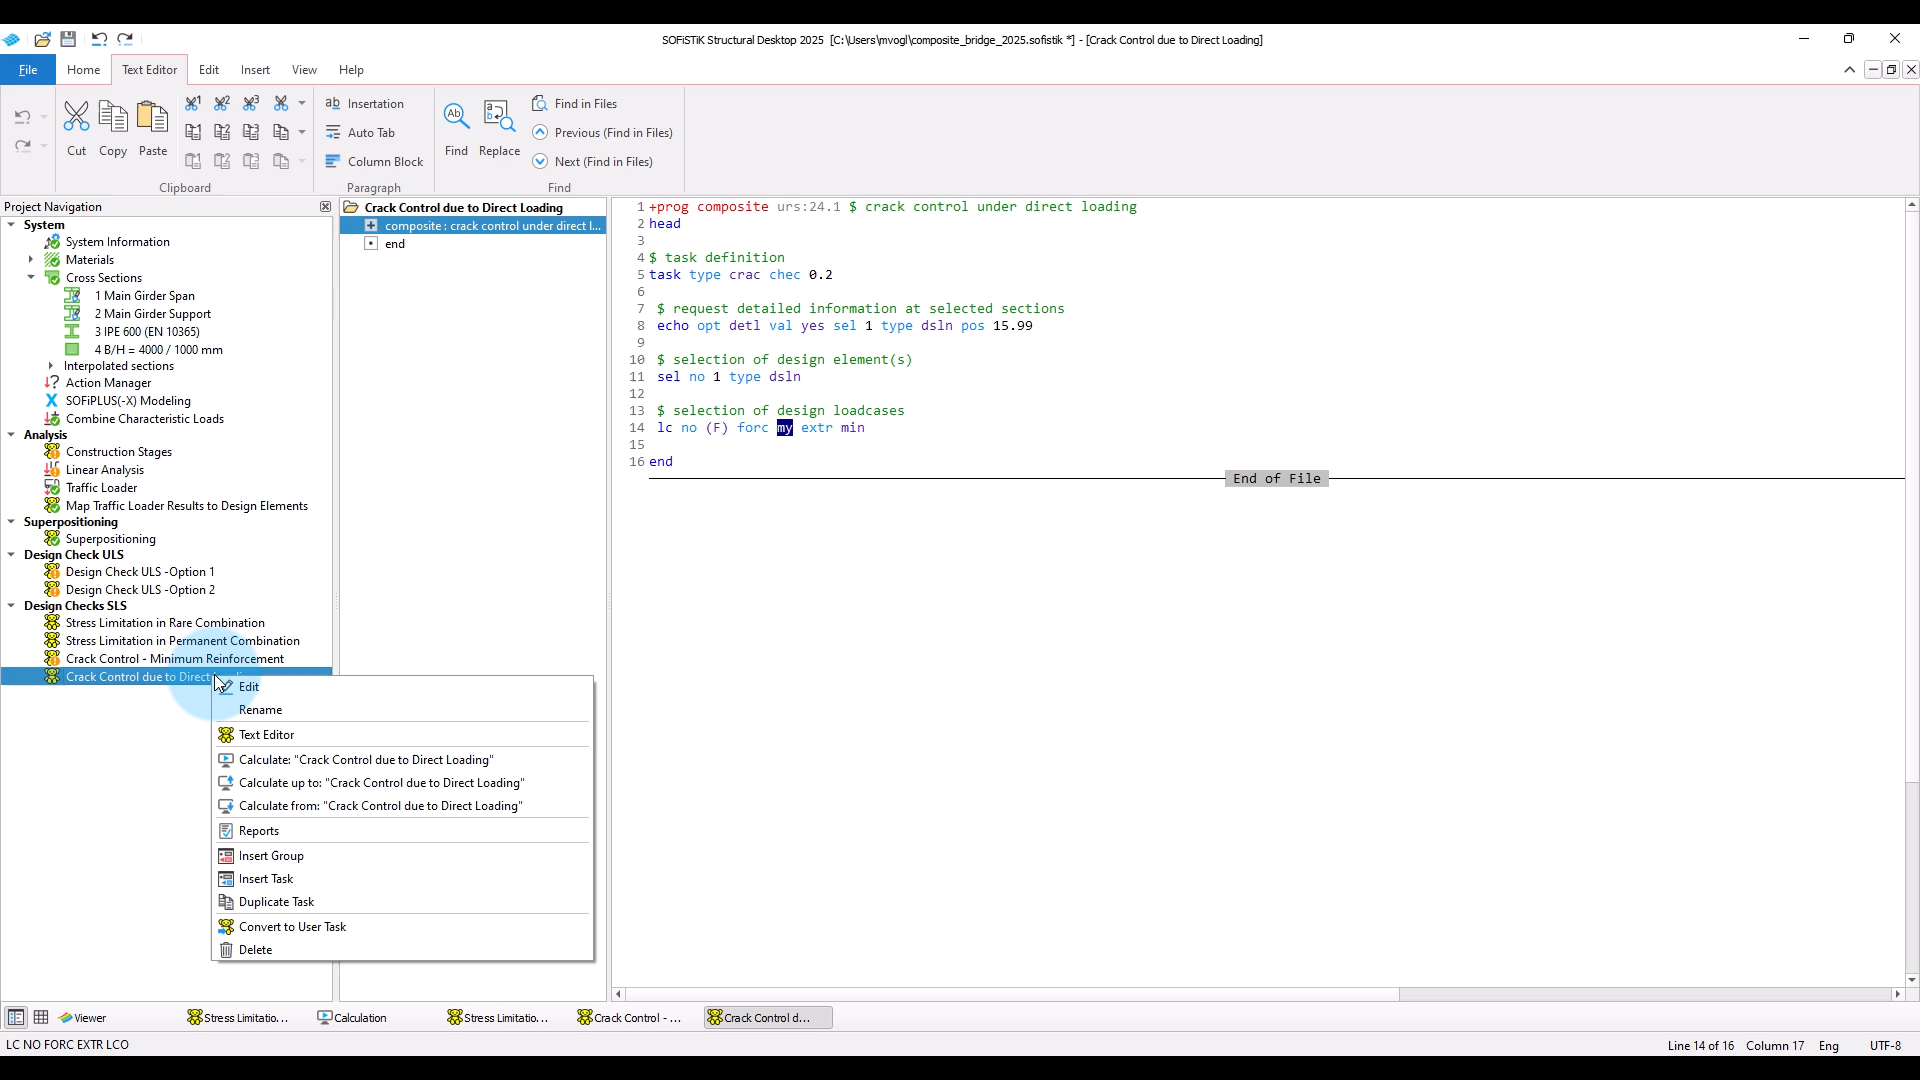 SOFiSTiK Structural Desktop 2025 [C:\Users\mvogl\composite_bridge_2025.sofistik *] - [Crack Control due to Direct Loading]
File Home Text Editor Edit Insert View Help
Cut Copy Paste
Clipboard
Insertation
Auto Tab
Column Block
Paragraph
Find Replace
Find in Files
Previous (Find in Files)
Next (Find in Files)
Find
Project Navigation
System
System Information
Materials
Cross Sections
1 Main Girder Span
2 Main Girder Support
3 IPE 600 (EN 10365)
4 B/H = 4000 / 1000 mm
Interpolated sections
Action Manager
SOFiPLUS(-X) Modeling
Combine Characteristic Loads
Analysis
Construction Stages
Linear Analysis
Traffic Loader
Map Traffic Loader Results to Design Elements
Superpositioning
Superpositioning
Design Check ULS
Design Check ULS -Option 1
Design Check ULS -Option 2
Design Checks SLS
Stress Limitation in Rare Combination
Stress Limitation in Permanent Combination
Crack Control - Minimum Reinforcement
Crack Control due to Direct
Edit
Rename
Text Editor
Calculate: "Crack Control due to Direct Loading"
Calculate up to: "Crack Control due to Direct Loading"
Calculate from: "Crack Control due to Direct Loading"
Reports
Insert Group
Insert Task
Duplicate Task
Convert to User Task
Delete
Crack Control due to Direct Loading
composite : crack control under direct l...
end
1 +prog composite urs:24.1 $ crack control under direct loading
2 head
3
4 $ task definition
5 task type crac chec 0.2
6
7 $ request detailed information at selected sections
8 echo opt detl val yes sel 1 type dsln pos 15.99
9
10 $ selection of design element(s)
11 sel no 1 type dsln
12
13 $ selection of design loadcases
14 lc no (F) forc my extr min
15
16 end
End of File
Viewer Stress Limitatio... Calculation Stress Limitatio... Crack Control - ... Crack Control d...
LC NO FORC EXTR LCO Line 14 of 16 Column 17 Eng UTF-8